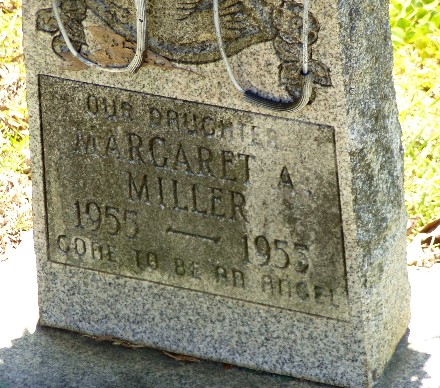 OUR DAUGHTER
MARGARET A.
MILLER
1955 — 1955
GONE TO BE AN ANGEL